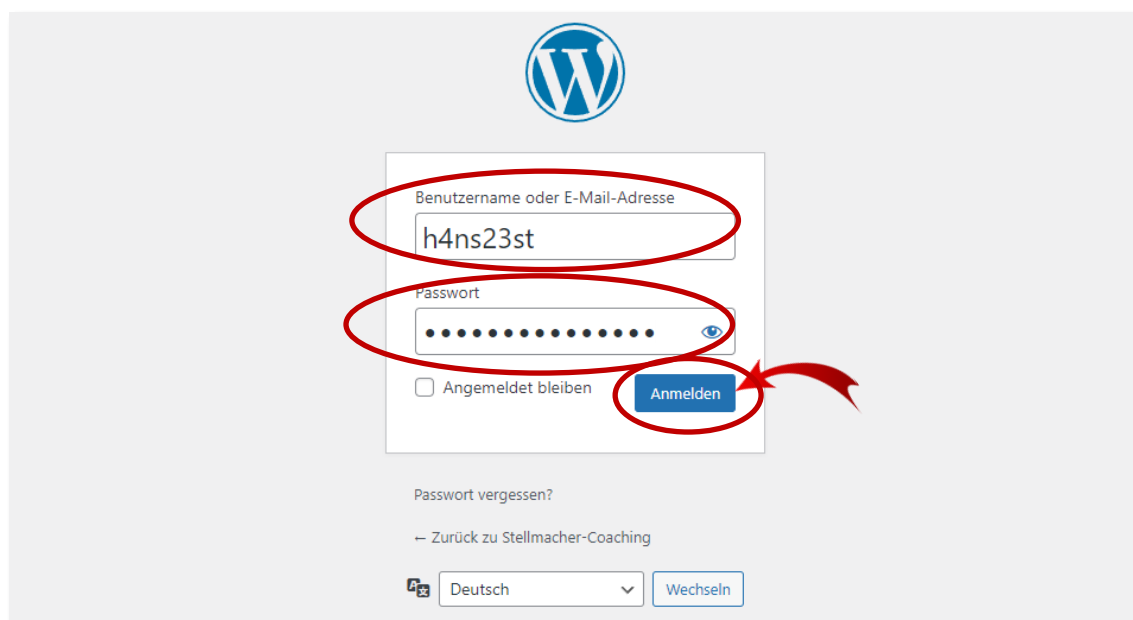 Benutzername oder E-Mail-Adresse
h4ns23st
Passwort
●●●●●●●●●●●●●●●
Angemeldet bleiben
Anmelden
Passwort vergessen?
← Zurück zu Stellmacher-Coaching
Deutsch
Wechseln